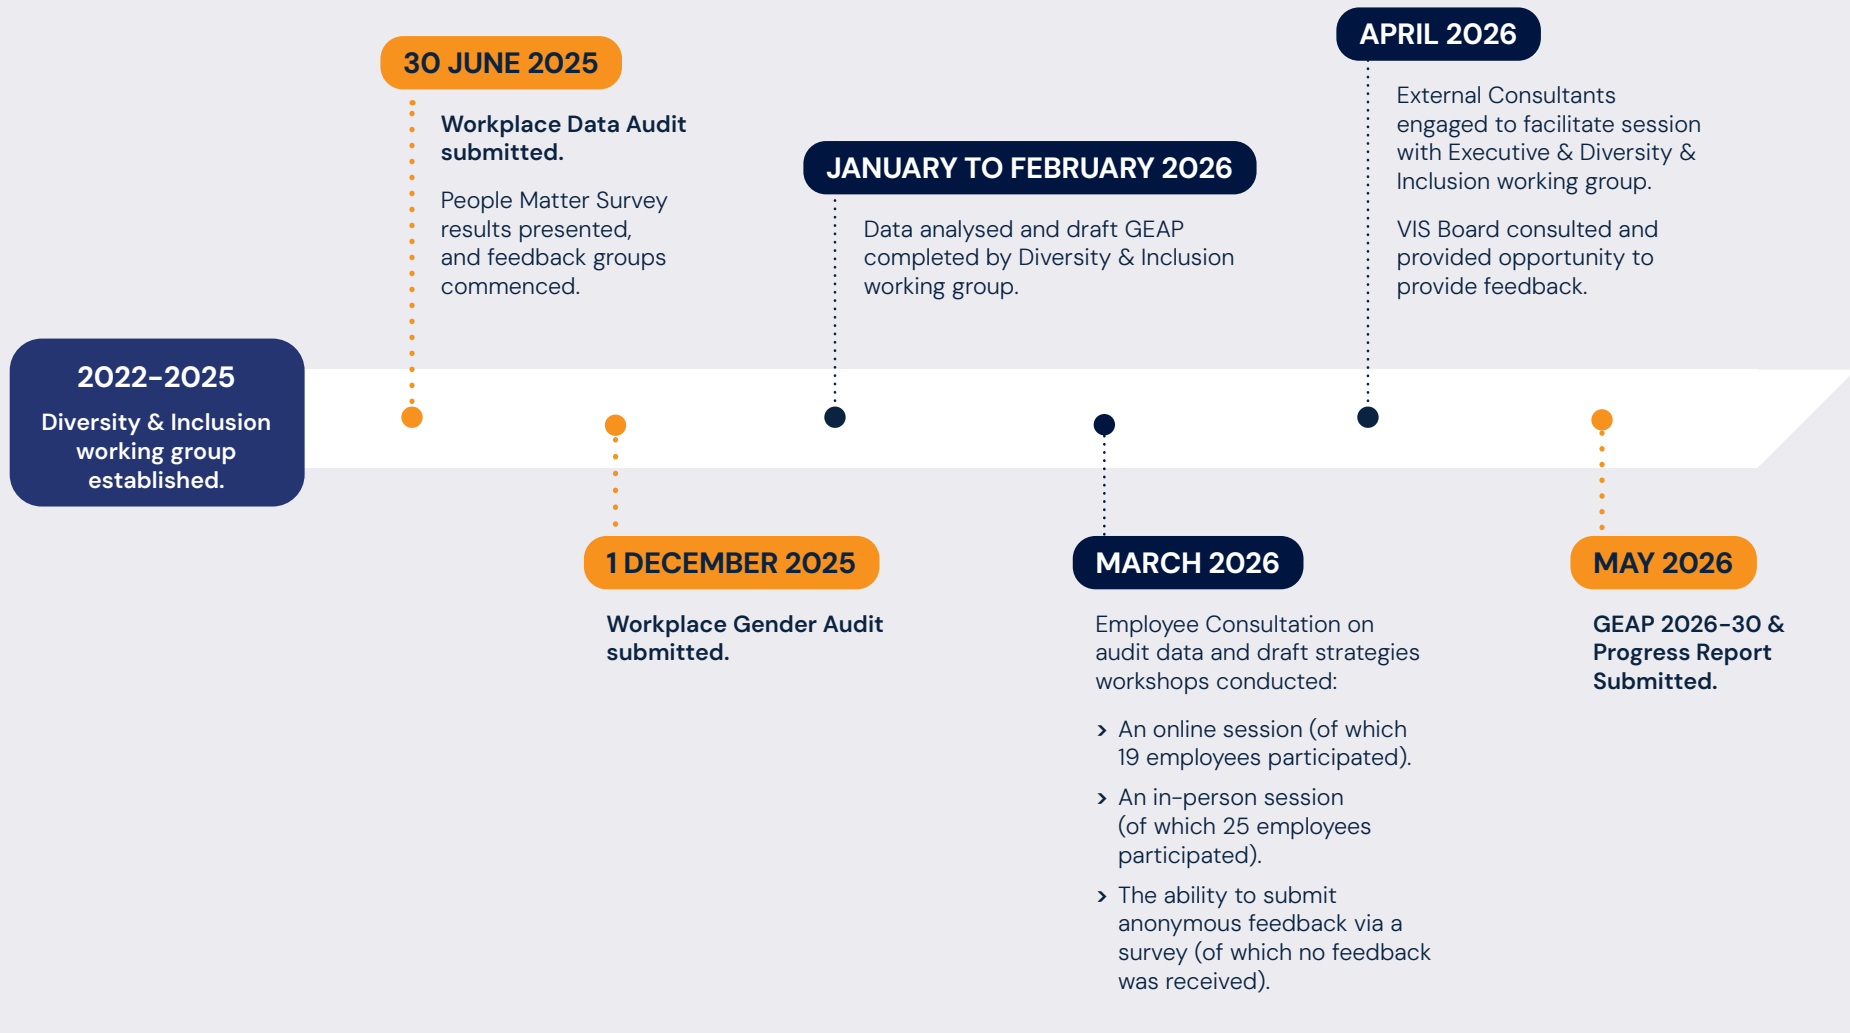 2022-2025
Diversity & Inclusion
working group
established.
30 JUNE 2025
Workplace Data Audit
submitted.
People Matter Survey
results presented,
and feedback groups
commenced.
1 DECEMBER 2025
Workplace Gender Audit
submitted.
JANUARY TO FEBRUARY 2026
Data analysed and draft GEAP
completed by Diversity & Inclusion
working group.
MARCH 2026
Employee Consultation on
audit data and draft strategies
workshops conducted:
> An online session (of which
19 employees participated).
> An in-person session
(of which 25 employees
participated).
> The ability to submit
anonymous feedback via a
survey (of which no feedback
was received).
APRIL 2026
External Consultants
engaged to facilitate session
with Executive & Diversity &
Inclusion working group.
VIS Board consulted and
provided opportunity to
provide feedback.
MAY 2026
GEAP 2026-30 &
Progress Report
Submitted.